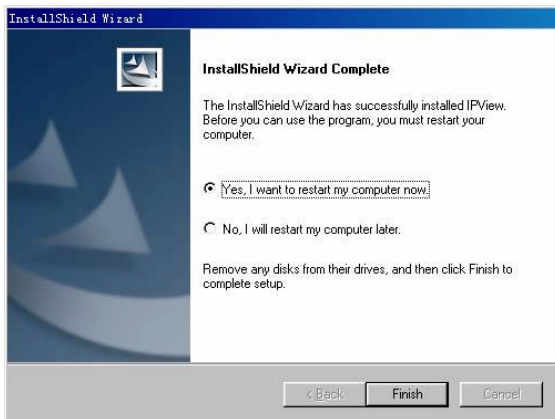 InstallShield Wizard
InstallShield Wizard Complete
The InstallShield Wizard has successfully installed IPView.
Before you can use the program, you must restart your
computer.
Yes, I want to restart my computer now.
No, I will restart my computer later.
Remove any disks from their drives, and then click Finish to
complete setup.
< Back
Finish
Cancel